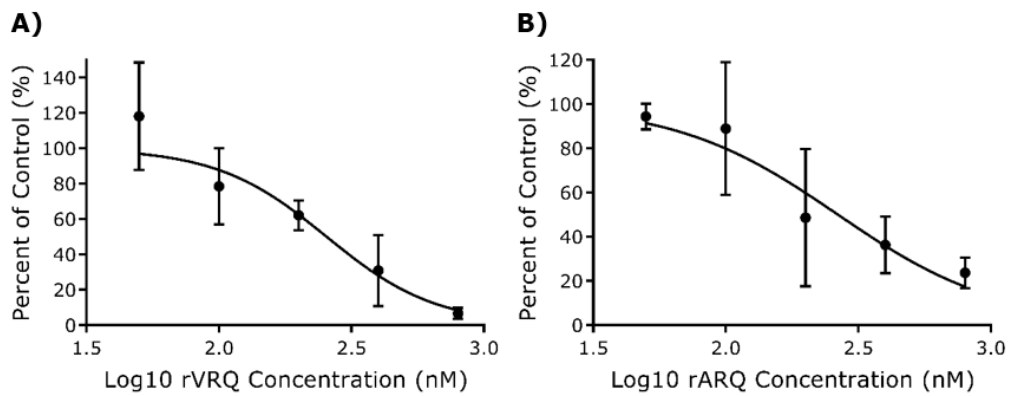 A)
Percent of Control (%)
140
120
100
80
60
40
20
0
1.5 2.0 2.5 3.0
Log10 rVRQ Concentration (nM)
B)
Percent of Control (%)
120
100
80
60
40
20
0
1.5 2.0 2.5 3.0
Log10 rARQ Concentration (nM)